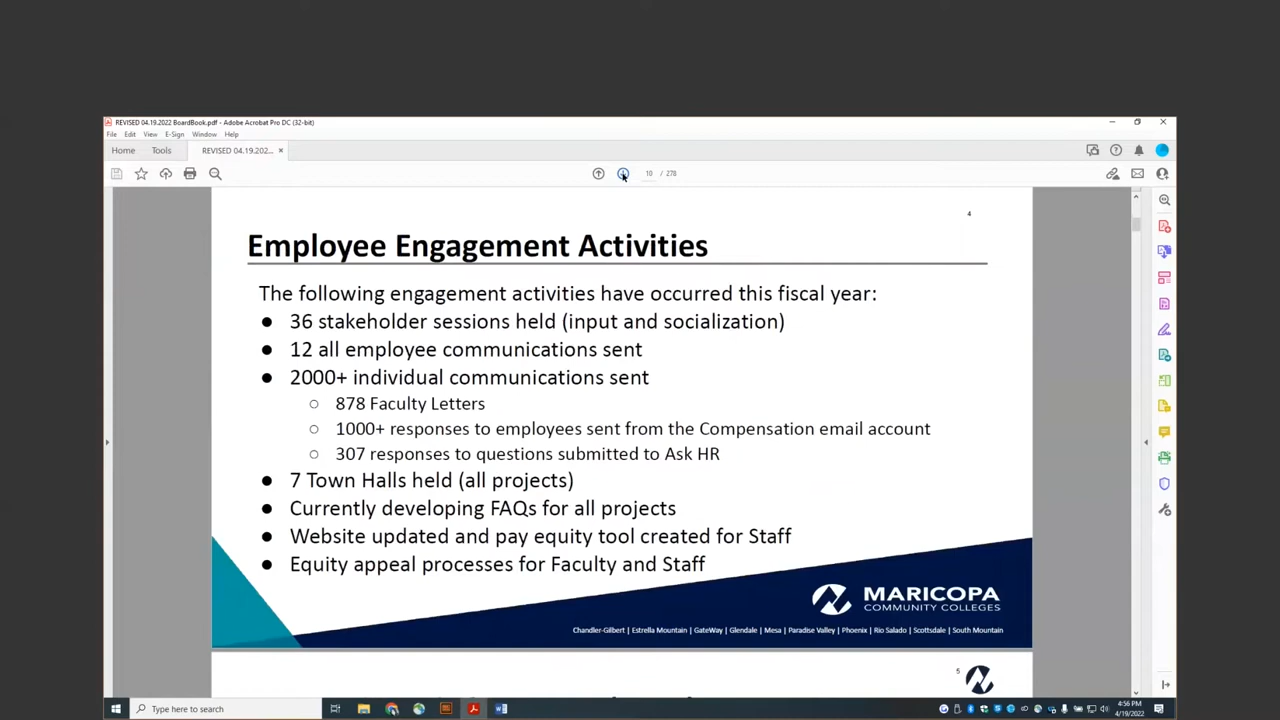 REVISED 04.19.2022 BoardBook.pdf - Adobe Acrobat Pro DC (32-bit)
File Edit View E-Sign Window Help
Home Tools REVISED 04.19.202... ×
10 / 278
4
Employee Engagement Activities
The following engagement activities have occurred this fiscal year:
● 36 stakeholder sessions held (input and socialization)
● 12 all employee communications sent
● 2000+ individual communications sent
○ 878 Faculty Letters
○ 1000+ responses to employees sent from the Compensation email account
○ 307 responses to questions submitted to Ask HR
● 7 Town Halls held (all projects)
● Currently developing FAQs for all projects
● Website updated and pay equity tool created for Staff
● Equity appeal processes for Faculty and Staff
MARICOPA
COMMUNITY COLLEGES
Chandler-Gilbert | Estrella Mountain | GateWay | Glendale | Mesa | Paradise Valley | Phoenix | Rio Salado | Scottsdale | South Mountain
5
Type here to search
4:56 PM
4/19/2022